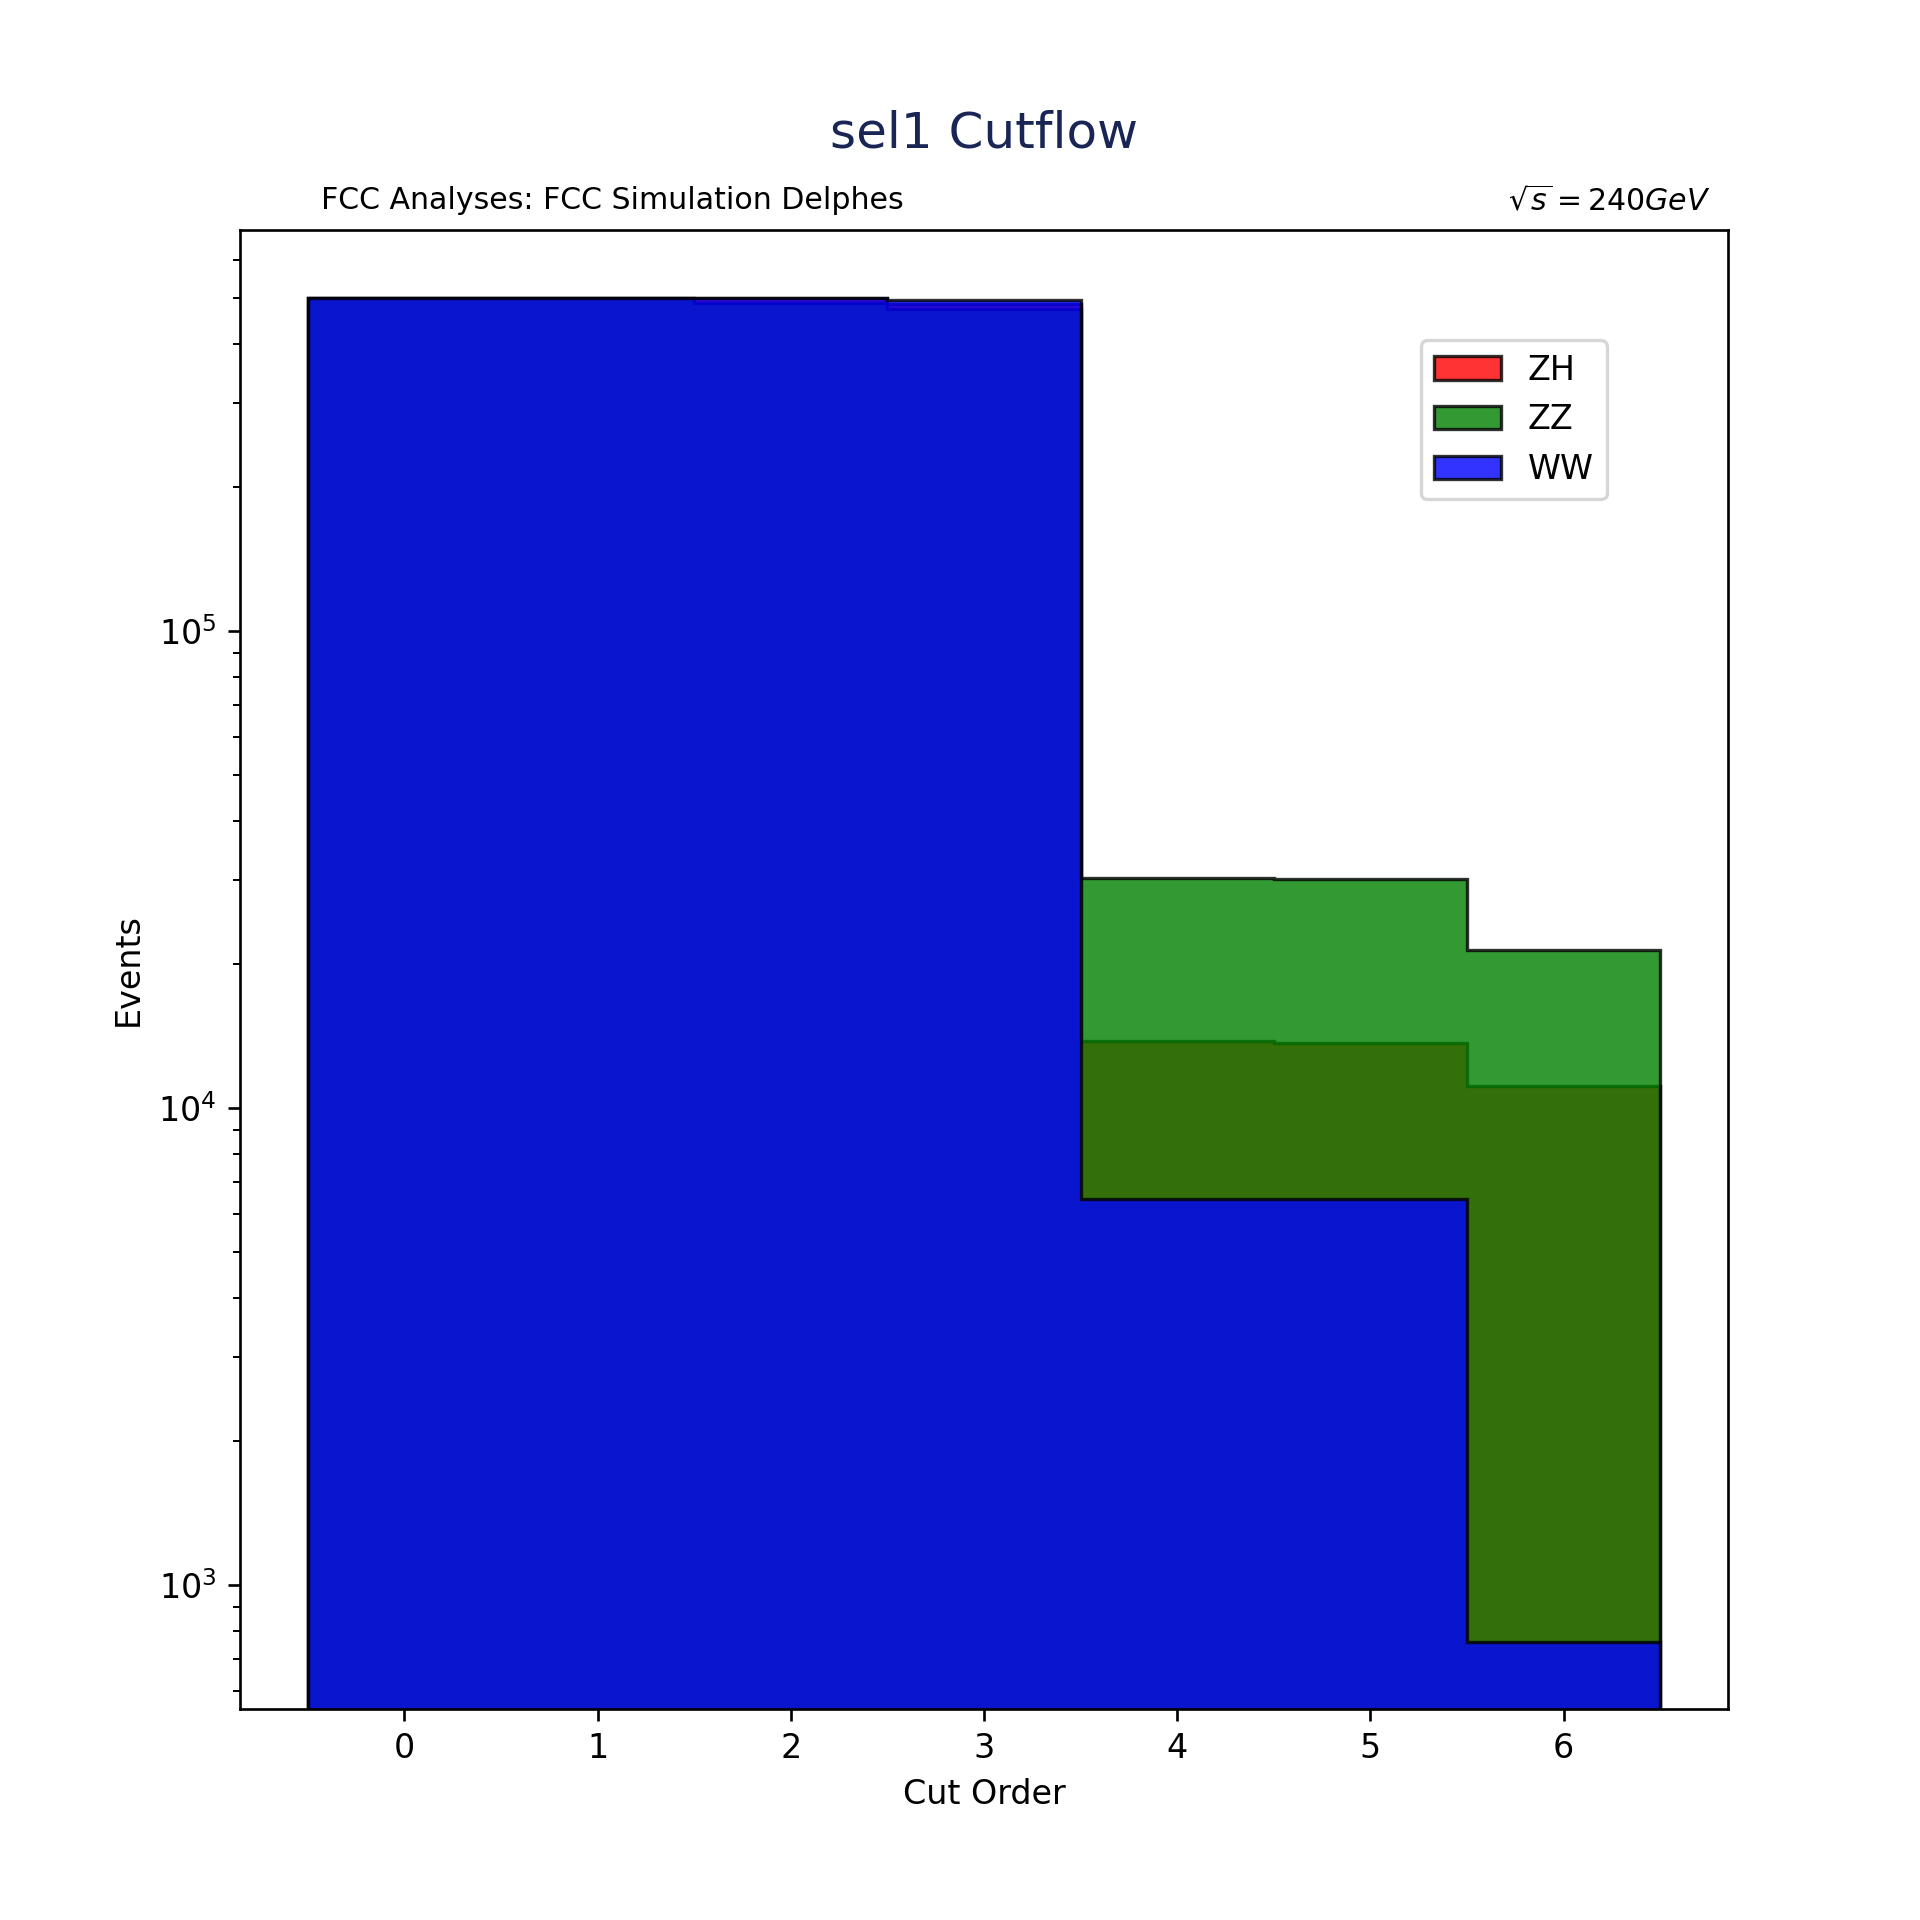 sel1 Cutflow
FCC Analyses: FCC Simulation Delphes
√s = 240GeV
ZH
ZZ
WW
10⁵
10⁴
10³
Events
0 1 2 3 4 5 6
Cut Order